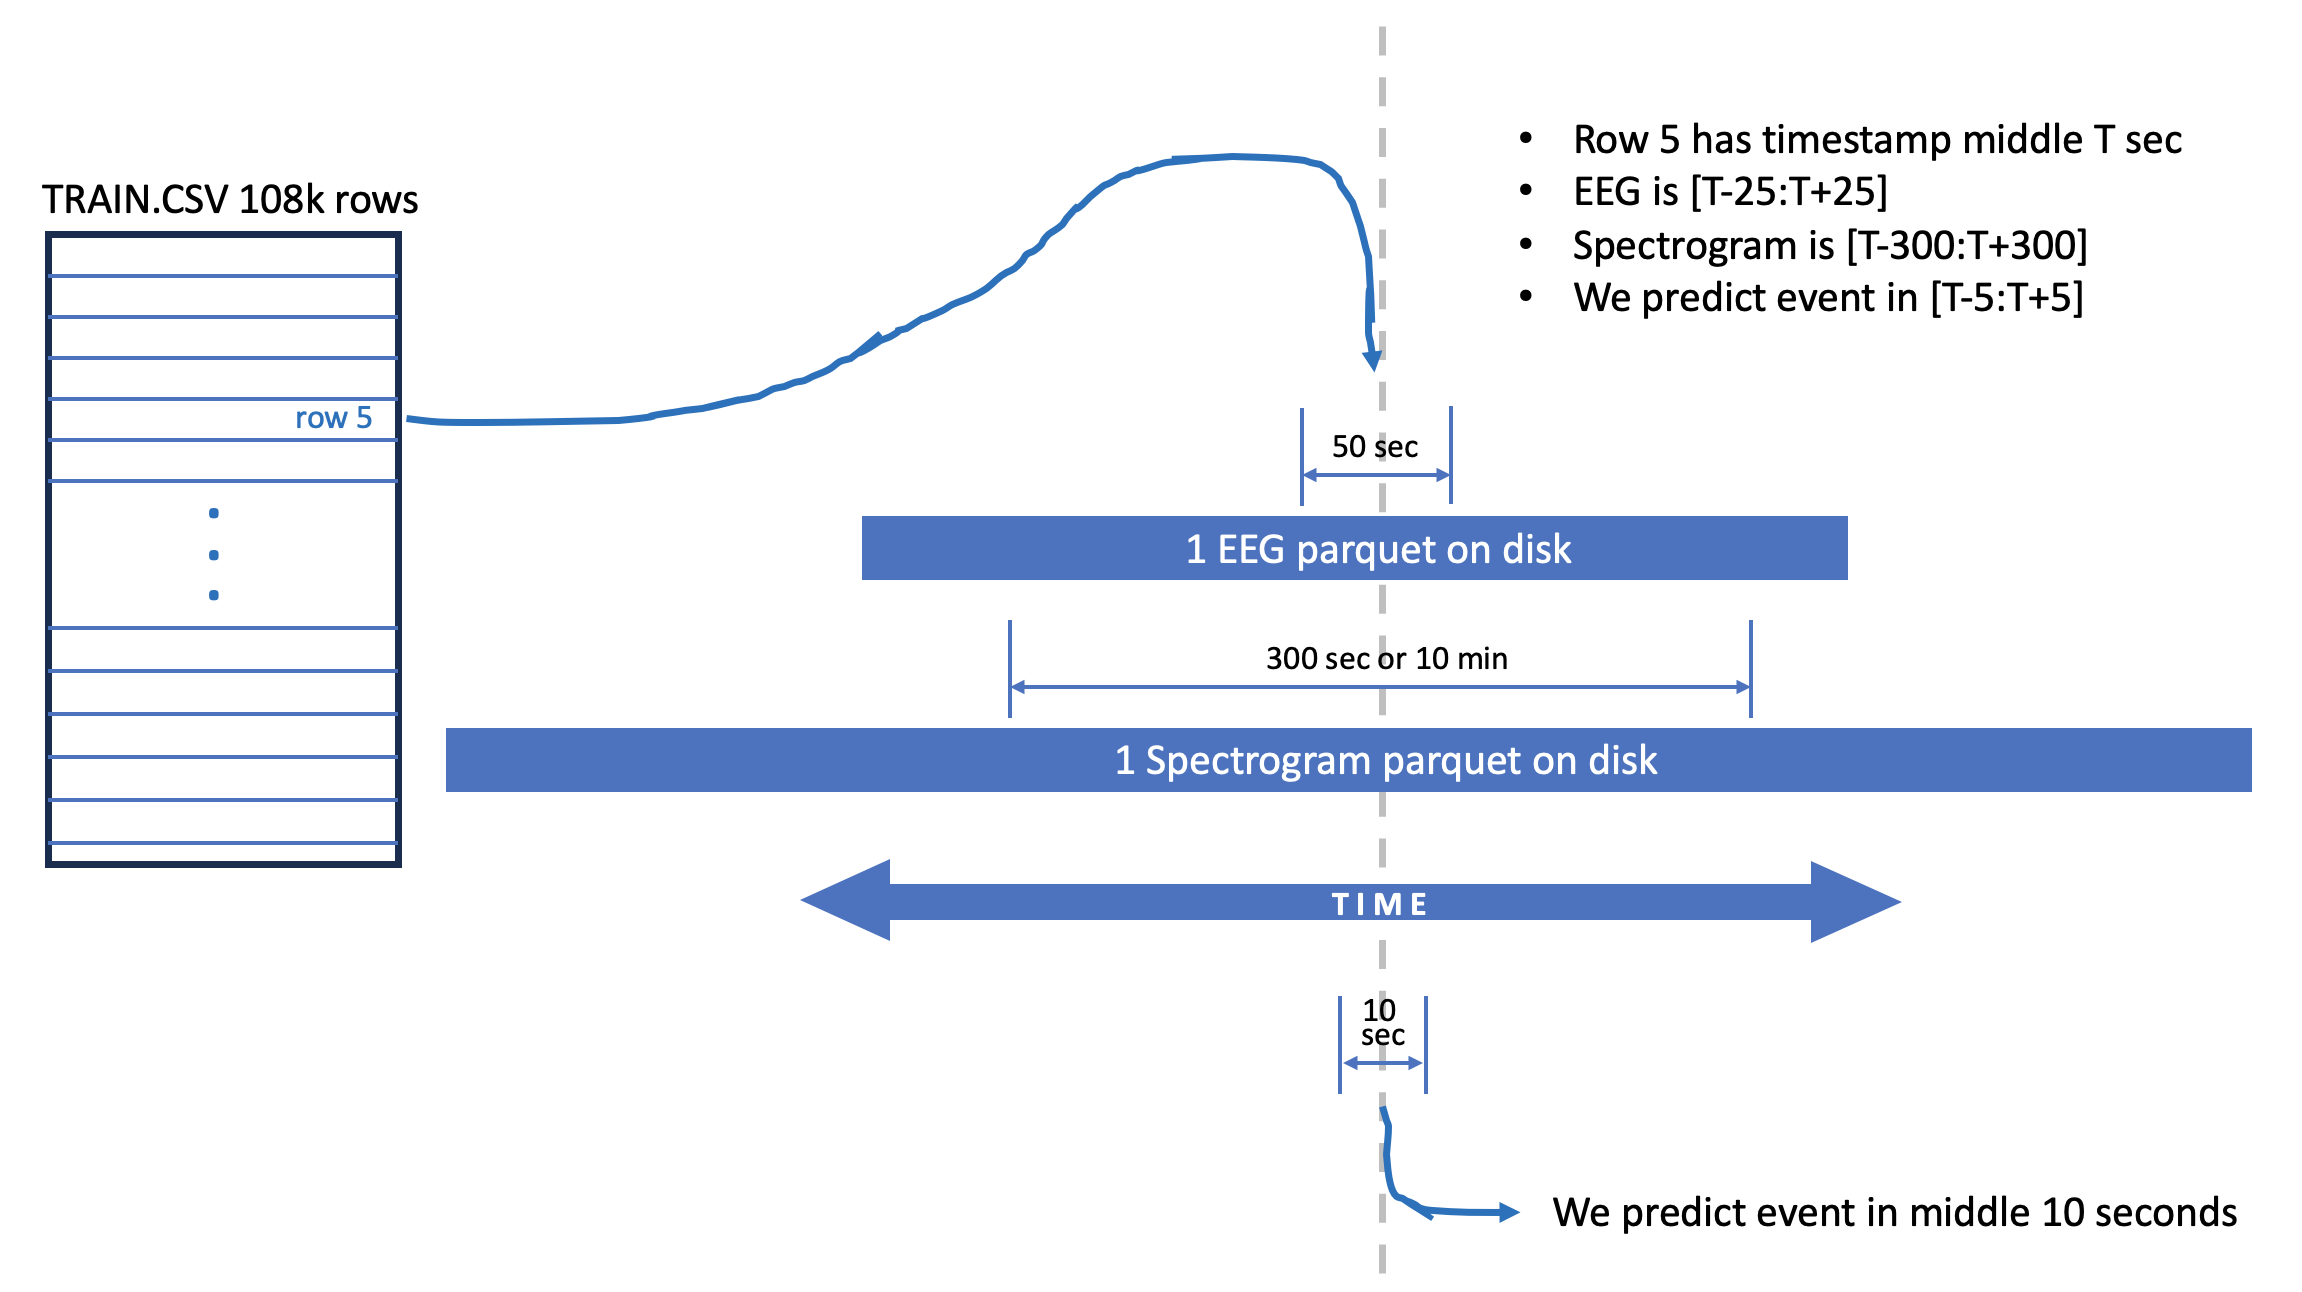 TRAIN.CSV 108k rows
row 5
• Row 5 has timestamp middle T sec
• EEG is [T-25:T+25]
• Spectrogram is [T-300:T+300]
• We predict event in [T-5:T+5]
50 sec
1 EEG parquet on disk
300 sec or 10 min
1 Spectrogram parquet on disk
TIME
10
sec
We predict event in middle 10 seconds